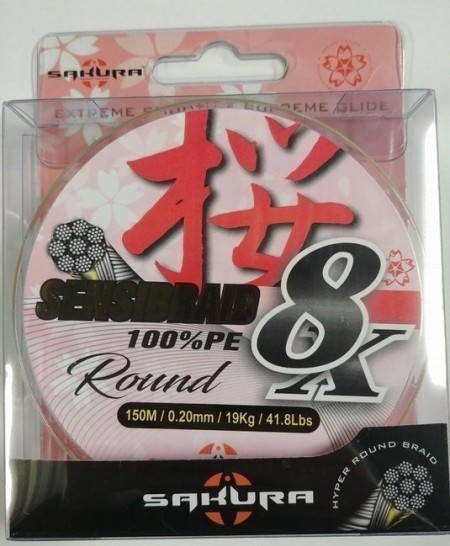 SAKURA
EXTREME SMOOTH & SUPREME GLIDE
桜
SENSIBRAID
8X
100%PE
Round
150M / 0.20mm / 19Kg / 41.8Lbs
SAKURA
HYPER ROUND BRAID